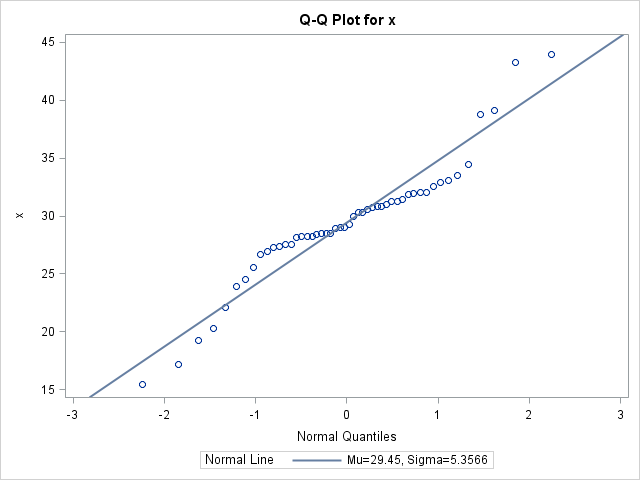 Q-Q Plot for x
45
40
35
30
25
20
15
x
-3 -2 -1 0 1 2 3
Normal Quantiles
Normal Line Mu=29.45, Sigma=5.3566